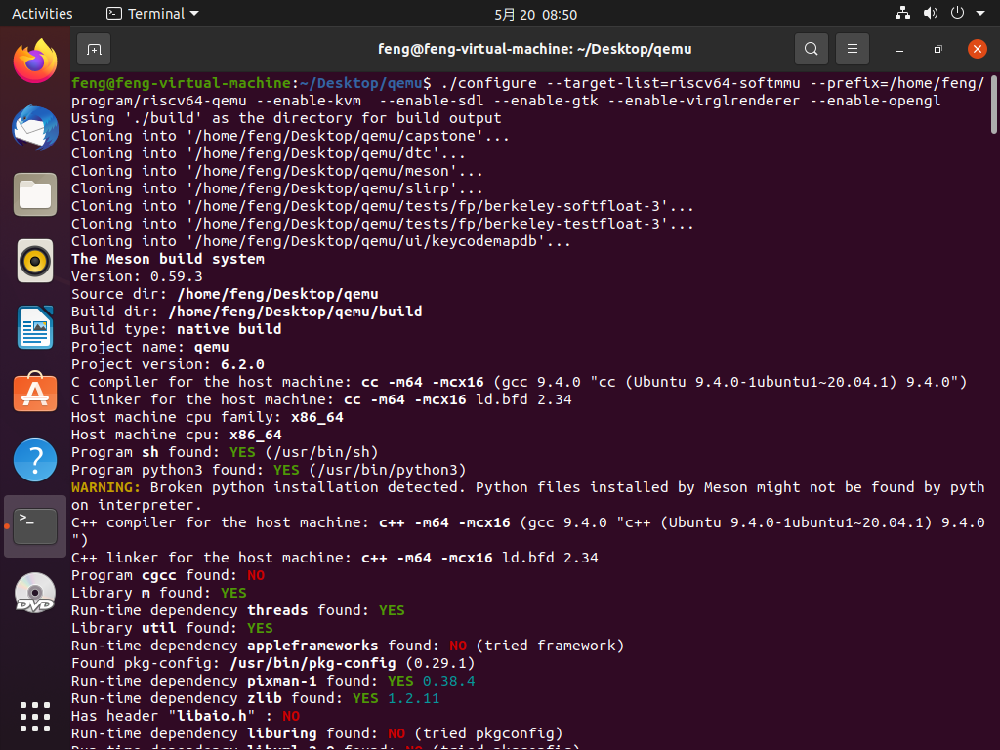 Activities
Terminal
5月 20 08:50
feng@feng-virtual-machine: ~/Desktop/qemu
feng@feng-virtual-machine:~/Desktop/qemu$ ./configure --target-list=riscv64-softmmu --prefix=/home/feng/
program/riscv64-qemu --enable-kvm  --enable-sdl --enable-gtk --enable-virglrenderer --enable-opengl
Using './build' as the directory for build output
Cloning into '/home/feng/Desktop/qemu/capstone'...
Cloning into '/home/feng/Desktop/qemu/dtc'...
Cloning into '/home/feng/Desktop/qemu/meson'...
Cloning into '/home/feng/Desktop/qemu/slirp'...
Cloning into '/home/feng/Desktop/qemu/tests/fp/berkeley-softfloat-3'...
Cloning into '/home/feng/Desktop/qemu/tests/fp/berkeley-testfloat-3'...
Cloning into '/home/feng/Desktop/qemu/ui/keycodemapdb'...
The Meson build system
Version: 0.59.3
Source dir: /home/feng/Desktop/qemu
Build dir: /home/feng/Desktop/qemu/build
Build type: native build
Project name: qemu
Project version: 6.2.0
C compiler for the host machine: cc -m64 -mcx16 (gcc 9.4.0 "cc (Ubuntu 9.4.0-1ubuntu1~20.04.1) 9.4.0")
C linker for the host machine: cc -m64 -mcx16 ld.bfd 2.34
Host machine cpu family: x86_64
Host machine cpu: x86_64
Program sh found: YES (/usr/bin/sh)
Program python3 found: YES (/usr/bin/python3)
WARNING: Broken python installation detected. Python files installed by Meson might not be found by pyth
on interpreter.
C++ compiler for the host machine: c++ -m64 -mcx16 (gcc 9.4.0 "c++ (Ubuntu 9.4.0-1ubuntu1~20.04.1) 9.4.0
")
C++ linker for the host machine: c++ -m64 -mcx16 ld.bfd 2.34
Program cgcc found: NO
Library m found: YES
Run-time dependency threads found: YES
Library util found: YES
Run-time dependency appleframeworks found: NO (tried framework)
Found pkg-config: /usr/bin/pkg-config (0.29.1)
Run-time dependency pixman-1 found: YES 0.38.4
Run-time dependency zlib found: YES 1.2.11
Has header "libaio.h" : NO
Run-time dependency liburing found: NO (tried pkgconfig)
Run-time dependency libxml-2.0 found: NO (tried pkgconfig)
DVD